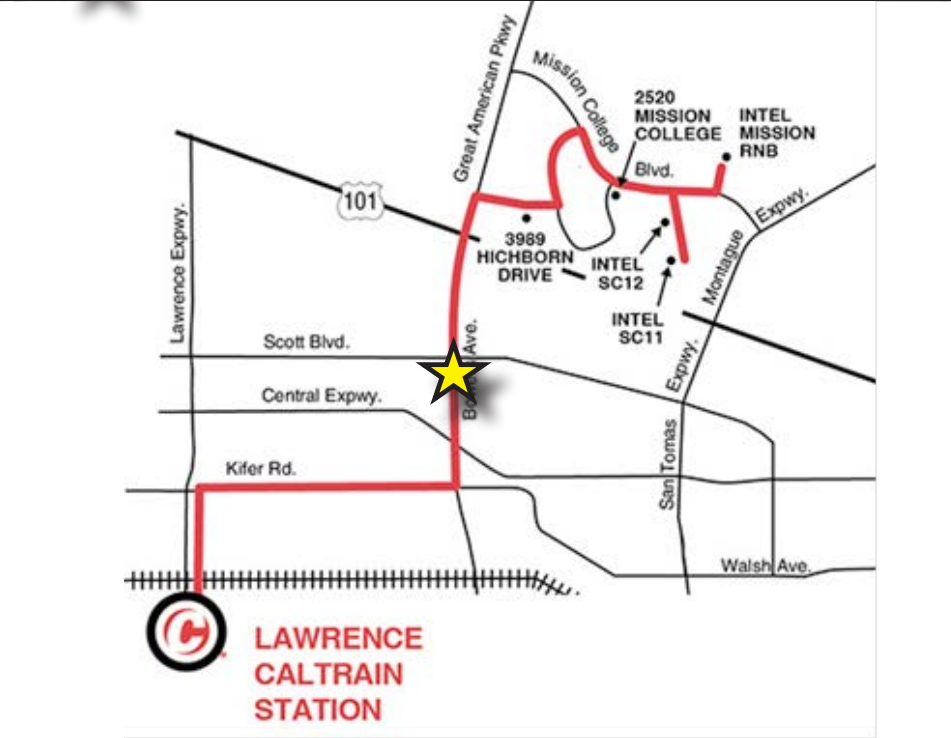 Great American Pkwy
Mission College
2520
MISSION
COLLEGE
INTEL
MISSION
RNB
Blvd.
Expwy.
101
Lawrence Expwy.
3989
HICHBORN
DRIVE
INTEL
SC12
INTEL
SC11
Montague
Scott Blvd.
Ave.
Expwy.
Central Expwy.
San Tomas
Kifer Rd.
Walsh Ave.
C
LAWRENCE
CALTRAIN
STATION